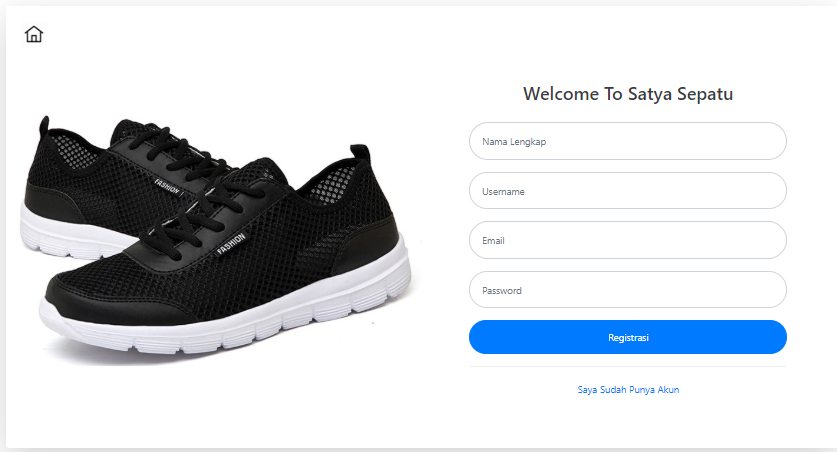 Welcome To Satya Sepatu
Nama Lengkap
Username
Email
Password
Registrasi
Saya Sudah Punya Akun
FASHION
FASHION